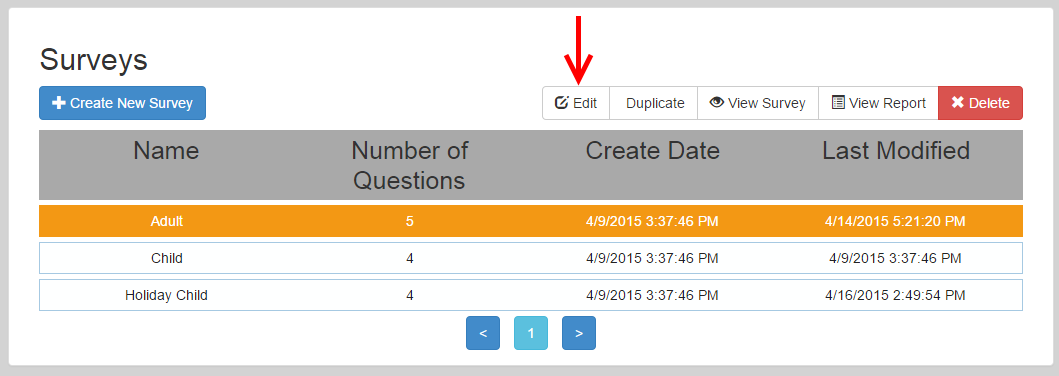 Surveys
Create New Survey Edit Duplicate View Survey View Report Delete
Name Number of Questions Create Date Last Modified
Adult 5 4/9/2015 3:37:46 PM 4/14/2015 5:21:20 PM
Child 4 4/9/2015 3:37:46 PM 4/9/2015 3:37:46 PM
Holiday Child 4 4/9/2015 3:37:46 PM 4/16/2015 2:49:54 PM
< 1 >